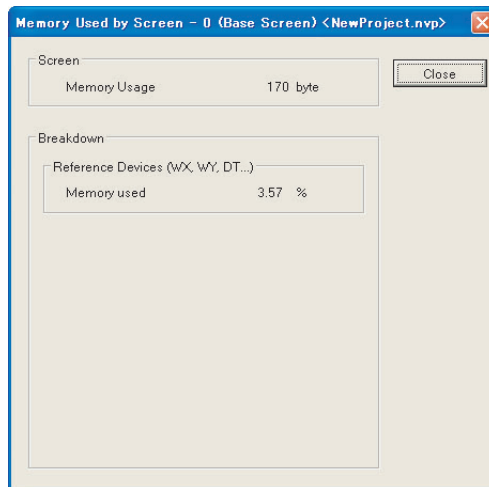 Memory Used by Screen - 0 (Base Screen) <NewProject.nvp>
Screen
Memory Usage 170 byte
Close
Breakdown
Reference Devices (WX, WY, DT...)
Memory used 3.57 %